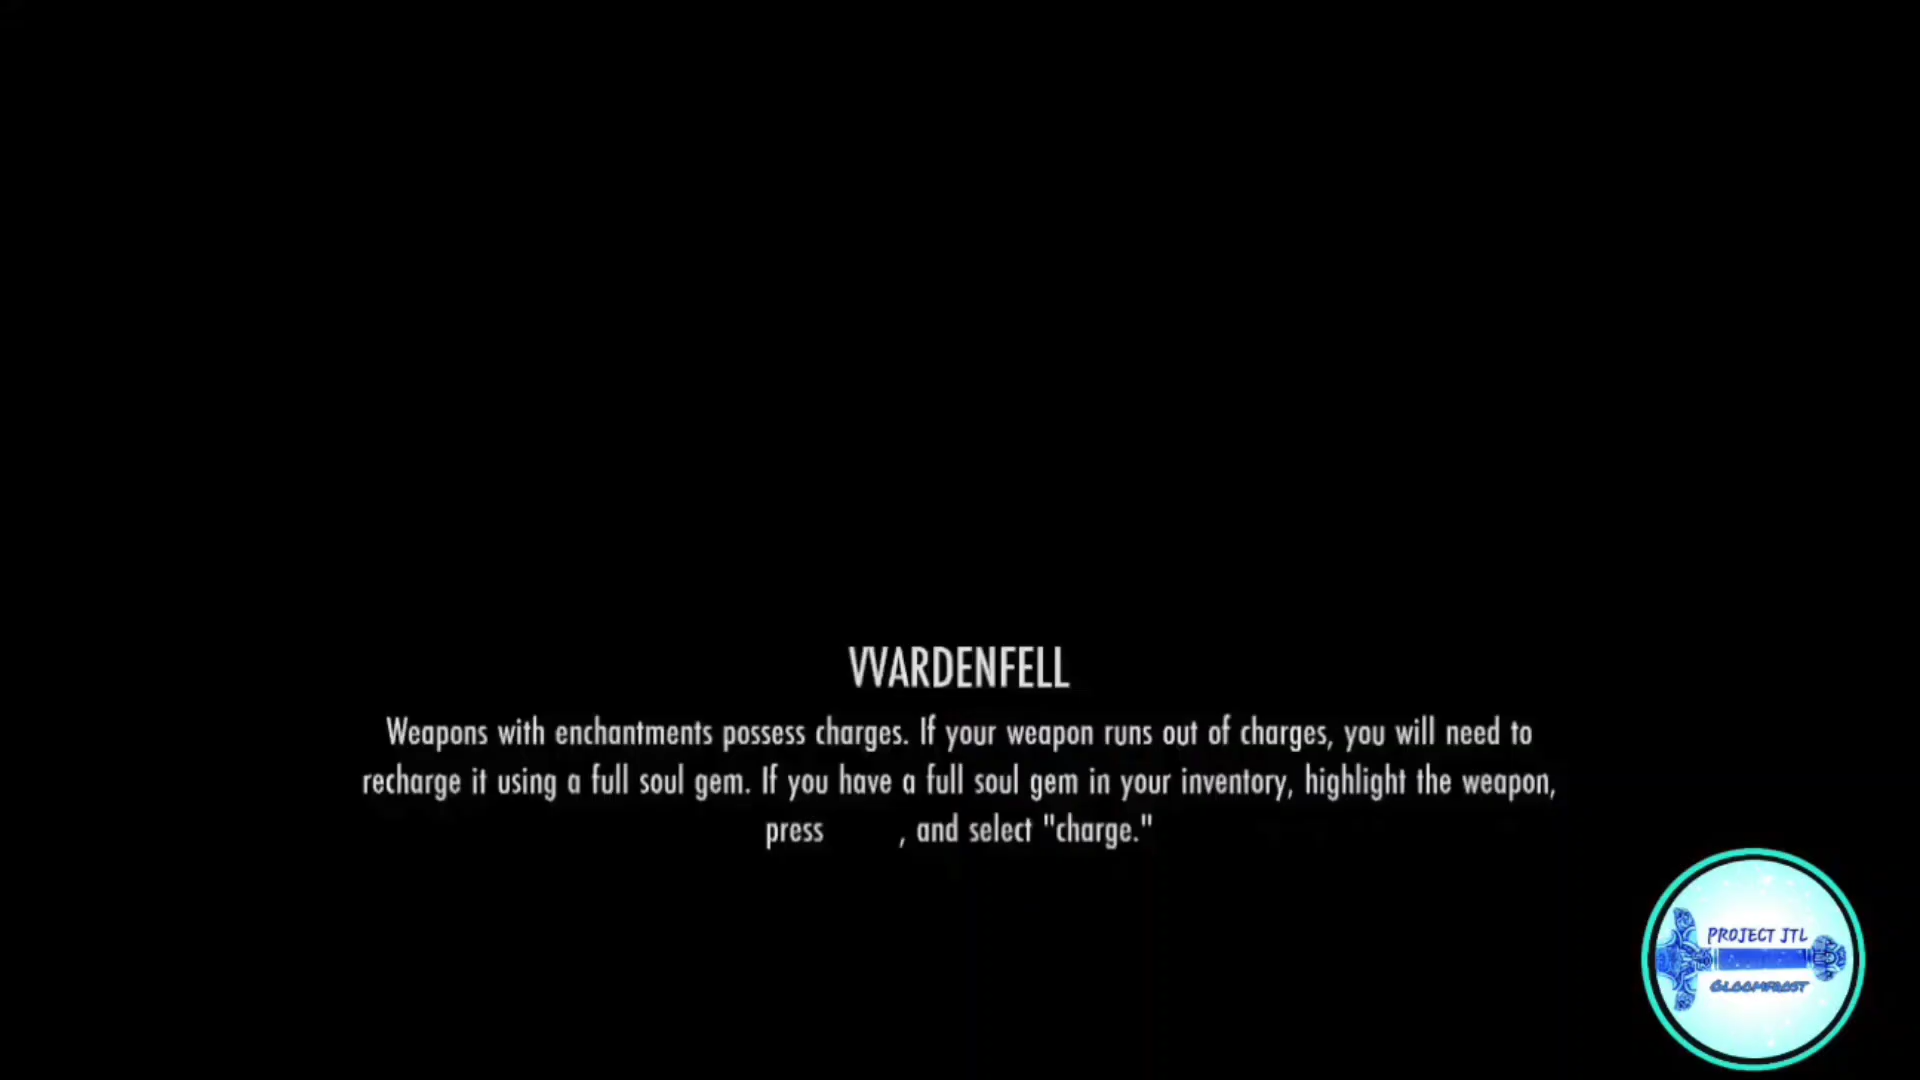 VVARDENFELL
Weapons with enchantments possess charges. If your weapon runs out of charges, you will need to
recharge it using a full soul gem. If you have a full soul gem in your inventory, highlight the weapon,
press , and select "charge."
PROJECT JTL
GLOOMFROST